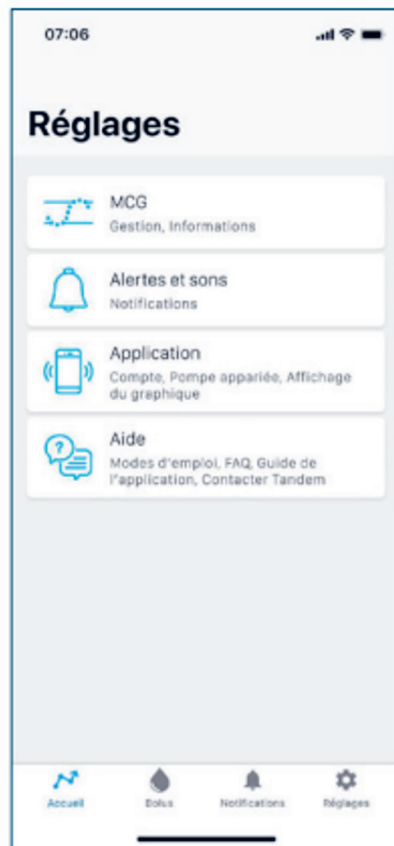 07:06
Réglages
MCG
Gestion, Informations
Alertes et sons
Notifications
Application
Compte, Pompe appariée, Affichage
du graphique
Aide
Modes d'emploi, FAQ, Guide de
l'application, Contacter Tandem
Accueil
Bolus
Notifications
Réglages